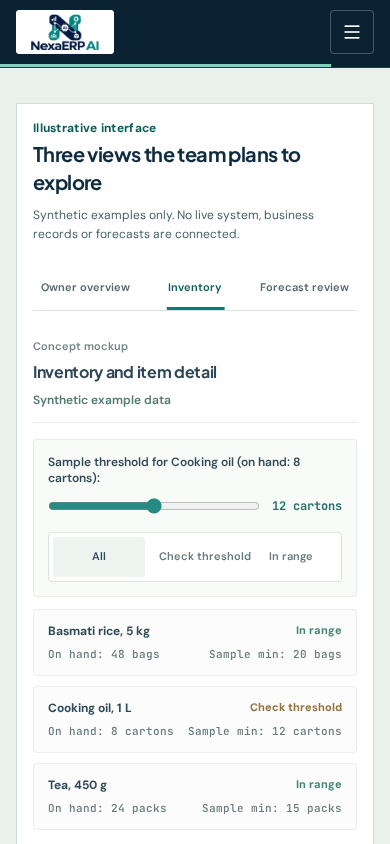 NexaERP AI
Illustrative interface
Three views the team plans to
explore
Synthetic examples only. No live system, business
records or forecasts are connected.
Owner overview
Inventory
Forecast review
Concept mockup
Inventory and item detail
Synthetic example data
Sample threshold for Cooking oil (on hand: 8
cartons):
12 cartons
All
Check threshold
In range
Basmati rice, 5 kg
In range
On hand: 48 bags
Sample min: 20 bags
Cooking oil, 1 L
Check threshold
On hand: 8 cartons
Sample min: 12 cartons
Tea, 450 g
In range
On hand: 24 packs
Sample min: 15 packs